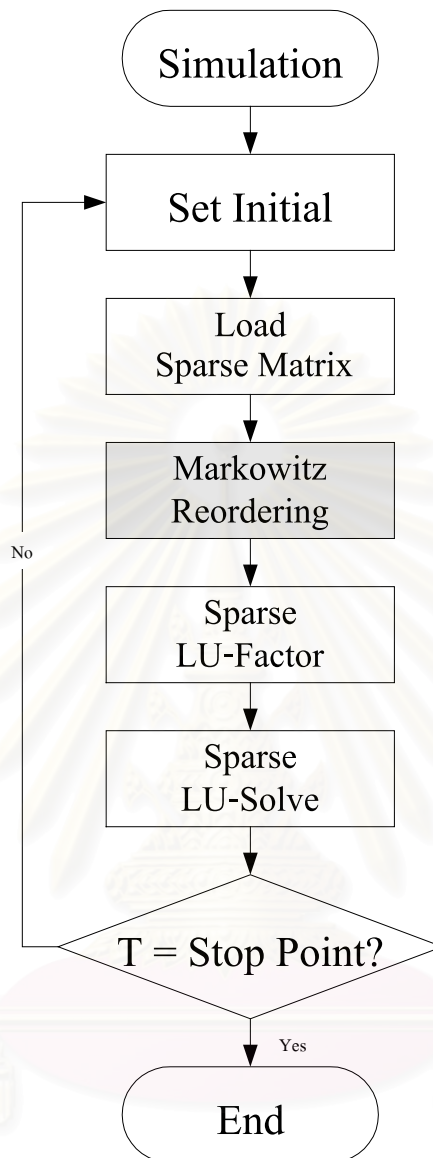 Simulation
Set Initial
Load
Sparse Matrix
Markowitz
Reordering
No
Sparse
LU-Factor
Sparse
LU-Solve
T = Stop Point?
Yes
End